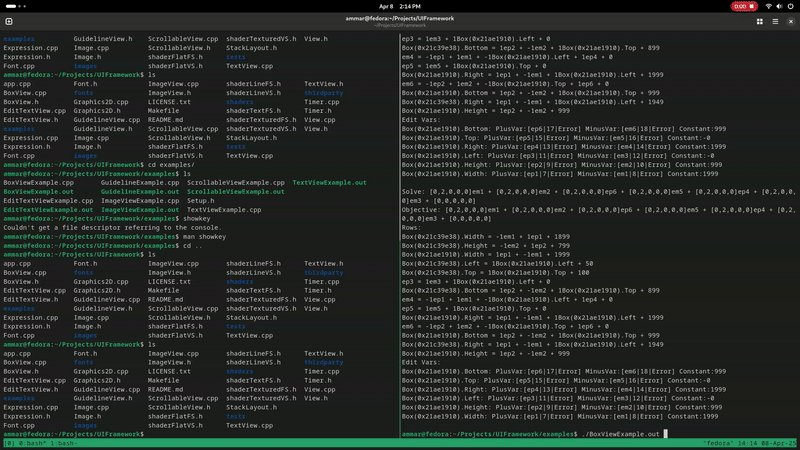 Apr 8 2:14 PM
0:00
ammar@fedora:~/Projects/UIFramework
~/Projects/UIFramework
examples GuidelineView.h ScrollableView.cpp shaderTexturedVS.h View.h
Expression.cpp Image.cpp ScrollableView.h StackLayout.h
Expression.h Image.h shaderFlatFS.h tests
Font.cpp images shaderFlatVS.h TextView.cpp
ammar@fedora:~/Projects/UIFramework$ ls
app.cpp Font.h ImageView.cpp shaderLineFS.h TextView.h
BoxView.cpp fonts ImageView.h shaderLineVS.h thirdparty
BoxView.h Graphics2D.cpp LICENSE.txt shaders Timer.cpp
EditTextView.cpp Graphics2D.h Makefile shaderTextFS.h Timer.h
EditTextView.h GuidelineView.cpp README.md shaderTexturedFS.h View.cpp
examples GuidelineView.h ScrollableView.cpp shaderTexturedVS.h View.h
Expression.cpp Image.cpp ScrollableView.h StackLayout.h
Expression.h Image.h shaderFlatFS.h tests
Font.cpp images shaderFlatVS.h TextView.cpp
ammar@fedora:~/Projects/UIFramework$ cd examples/
ammar@fedora:~/Projects/UIFramework/examples$ ls
BoxViewExample.cpp GuidelineExample.cpp ScrollableViewExample.cpp TextViewExample.out
BoxViewExample.out GuidelineExample.out ScrollableViewExample.out
EditTextViewExample.cpp ImageViewExample.cpp Setup.h
EditTextViewExample.out ImageViewExample.out TextViewExample.cpp
ammar@fedora:~/Projects/UIFramework/examples$ showkey
Couldn't get a file descriptor referring to the console.
ammar@fedora:~/Projects/UIFramework/examples$ man showkey
ammar@fedora:~/Projects/UIFramework/examples$ cd ..
ammar@fedora:~/Projects/UIFramework$ ls
app.cpp Font.h ImageView.cpp shaderLineFS.h TextView.h
BoxView.cpp fonts ImageView.h shaderLineVS.h thirdparty
BoxView.h Graphics2D.cpp LICENSE.txt shaders Timer.cpp
EditTextView.cpp Graphics2D.h Makefile shaderTextFS.h Timer.h
EditTextView.h GuidelineView.cpp README.md shaderTexturedFS.h View.cpp
examples GuidelineView.h ScrollableView.cpp shaderTexturedVS.h View.h
Expression.cpp Image.cpp ScrollableView.h StackLayout.h
Expression.h Image.h shaderFlatFS.h tests
Font.cpp images shaderFlatVS.h TextView.cpp
ammar@fedora:~/Projects/UIFramework$ ls
app.cpp Font.h ImageView.cpp shaderLineFS.h TextView.h
BoxView.cpp fonts ImageView.h shaderLineVS.h thirdparty
BoxView.h Graphics2D.cpp LICENSE.txt shaders Timer.cpp
EditTextView.cpp Graphics2D.h Makefile shaderTextFS.h Timer.h
EditTextView.h GuidelineView.cpp README.md shaderTexturedFS.h View.cpp
examples GuidelineView.h ScrollableView.cpp shaderTexturedVS.h View.h
Expression.cpp Image.cpp ScrollableView.h StackLayout.h
Expression.h Image.h shaderFlatFS.h tests
Font.cpp images shaderFlatVS.h TextView.cpp
ammar@fedora:~/Projects/UIFramework$
ep3 = 1em3 + 1Box(0x21ae1910).Left + 0
Box(0x21c39e38).Bottom = 1ep2 + -1em2 + 1Box(0x21ae1910).Top + 899
em4 = -1ep1 + 1em1 + -1Box(0x21ae1910).Left + 1ep4 + 0
ep5 = 1em5 + 1Box(0x21ae1910).Top + 0
Box(0x21ae1910).Right = 1ep1 + -1em1 + 1Box(0x21ae1910).Left + 1999
em6 = -1ep2 + 1em2 + -1Box(0x21ae1910).Top + 1ep6 + 0
Box(0x21ae1910).Bottom = 1ep2 + -1em2 + 1Box(0x21ae1910).Top + 999
Box(0x21c39e38).Right = 1ep1 + -1em1 + 1Box(0x21ae1910).Left + 1949
Box(0x21ae1910).Height = 1ep2 + -1em2 + 999
Edit Vars:
Box(0x21ae1910).Bottom: PlusVar:[ep6|17|Error] MinusVar:[em6|18|Error] Constant:999
Box(0x21ae1910).Top: PlusVar:[ep5|15|Error] MinusVar:[em5|16|Error] Constant:-0
Box(0x21ae1910).Right: PlusVar:[ep4|13|Error] MinusVar:[em4|14|Error] Constant:1999
Box(0x21ae1910).Left: PlusVar:[ep3|11|Error] MinusVar:[em3|12|Error] Constant:-0
Box(0x21ae1910).Height: PlusVar:[ep2|9|Error] MinusVar:[em2|10|Error] Constant:999
Box(0x21ae1910).Width: PlusVar:[ep1|7|Error] MinusVar:[em1|8|Error] Constant:1999
Solve: [0,2,0,0,0]em1 + [0,2,0,0,0]em2 + [0,2,0,0,0]ep6 + [0,2,0,0,0]em5 + [0,2,0,0,0]ep4 + [0,2,0,0
,0]em3 + [0,0,0,0,0]
Objective: [0,2,0,0,0]em1 + [0,2,0,0,0]em2 + [0,2,0,0,0]ep6 + [0,2,0,0,0]em5 + [0,2,0,0,0]ep4 + [0,2
,0,0,0]em3 + [0,0,0,0,0]
Rows:
Box(0x21c39e38).Width = -1em1 + 1ep1 + 1899
Box(0x21c39e38).Height = -1em2 + 1ep2 + 799
Box(0x21ae1910).Width = 1ep1 + -1em1 + 1999
Box(0x21c39e38).Left = 1Box(0x21ae1910).Left + 50
Box(0x21c39e38).Top = 1Box(0x21ae1910).Top + 100
ep3 = 1em3 + 1Box(0x21ae1910).Left + 0
Box(0x21c39e38).Bottom = 1ep2 + -1em2 + 1Box(0x21ae1910).Top + 899
em4 = -1ep1 + 1em1 + -1Box(0x21ae1910).Left + 1ep4 + 0
ep5 = 1em5 + 1Box(0x21ae1910).Top + 0
Box(0x21ae1910).Right = 1ep1 + -1em1 + 1Box(0x21ae1910).Left + 1999
em6 = -1ep2 + 1em2 + -1Box(0x21ae1910).Top + 1ep6 + 0
Box(0x21ae1910).Bottom = 1ep2 + -1em2 + 1Box(0x21ae1910).Top + 999
Box(0x21c39e38).Right = 1ep1 + -1em1 + 1Box(0x21ae1910).Left + 1949
Box(0x21ae1910).Height = 1ep2 + -1em2 + 999
Edit Vars:
Box(0x21ae1910).Bottom: PlusVar:[ep6|17|Error] MinusVar:[em6|18|Error] Constant:999
Box(0x21ae1910).Top: PlusVar:[ep5|15|Error] MinusVar:[em5|16|Error] Constant:-0
Box(0x21ae1910).Right: PlusVar:[ep4|13|Error] MinusVar:[em4|14|Error] Constant:1999
Box(0x21ae1910).Left: PlusVar:[ep3|11|Error] MinusVar:[em3|12|Error] Constant:-0
Box(0x21ae1910).Height: PlusVar:[ep2|9|Error] MinusVar:[em2|10|Error] Constant:999
Box(0x21ae1910).Width: PlusVar:[ep1|7|Error] MinusVar:[em1|8|Error] Constant:1999
ammar@fedora:~/Projects/UIFramework/examples$ ./BoxViewExample.out
[0] 0:bash* 1:bash- "fedora" 14:14 08-Apr-25